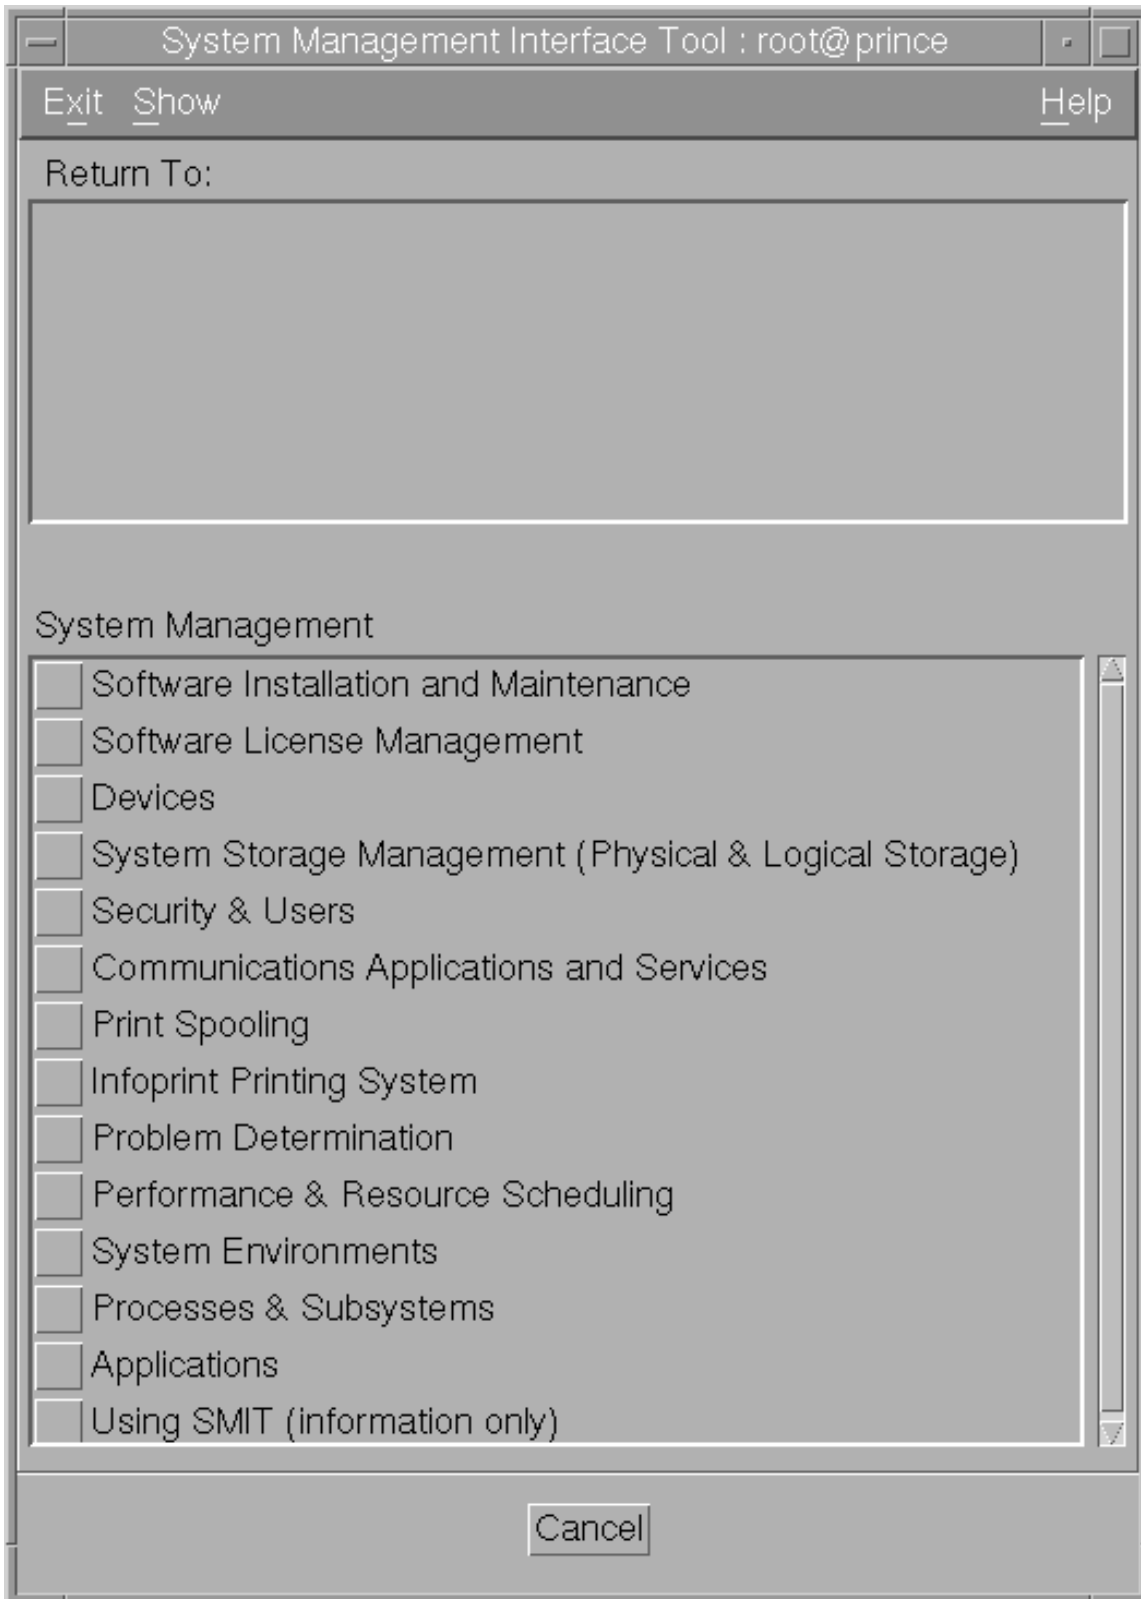 System Management Interface Tool : root@prince
Exit Show Help
Return To:
System Management
Software Installation and Maintenance
Software License Management
Devices
System Storage Management (Physical & Logical Storage)
Security & Users
Communications Applications and Services
Print Spooling
Infoprint Printing System
Problem Determination
Performance & Resource Scheduling
System Environments
Processes & Subsystems
Applications
Using SMIT (information only)
Cancel